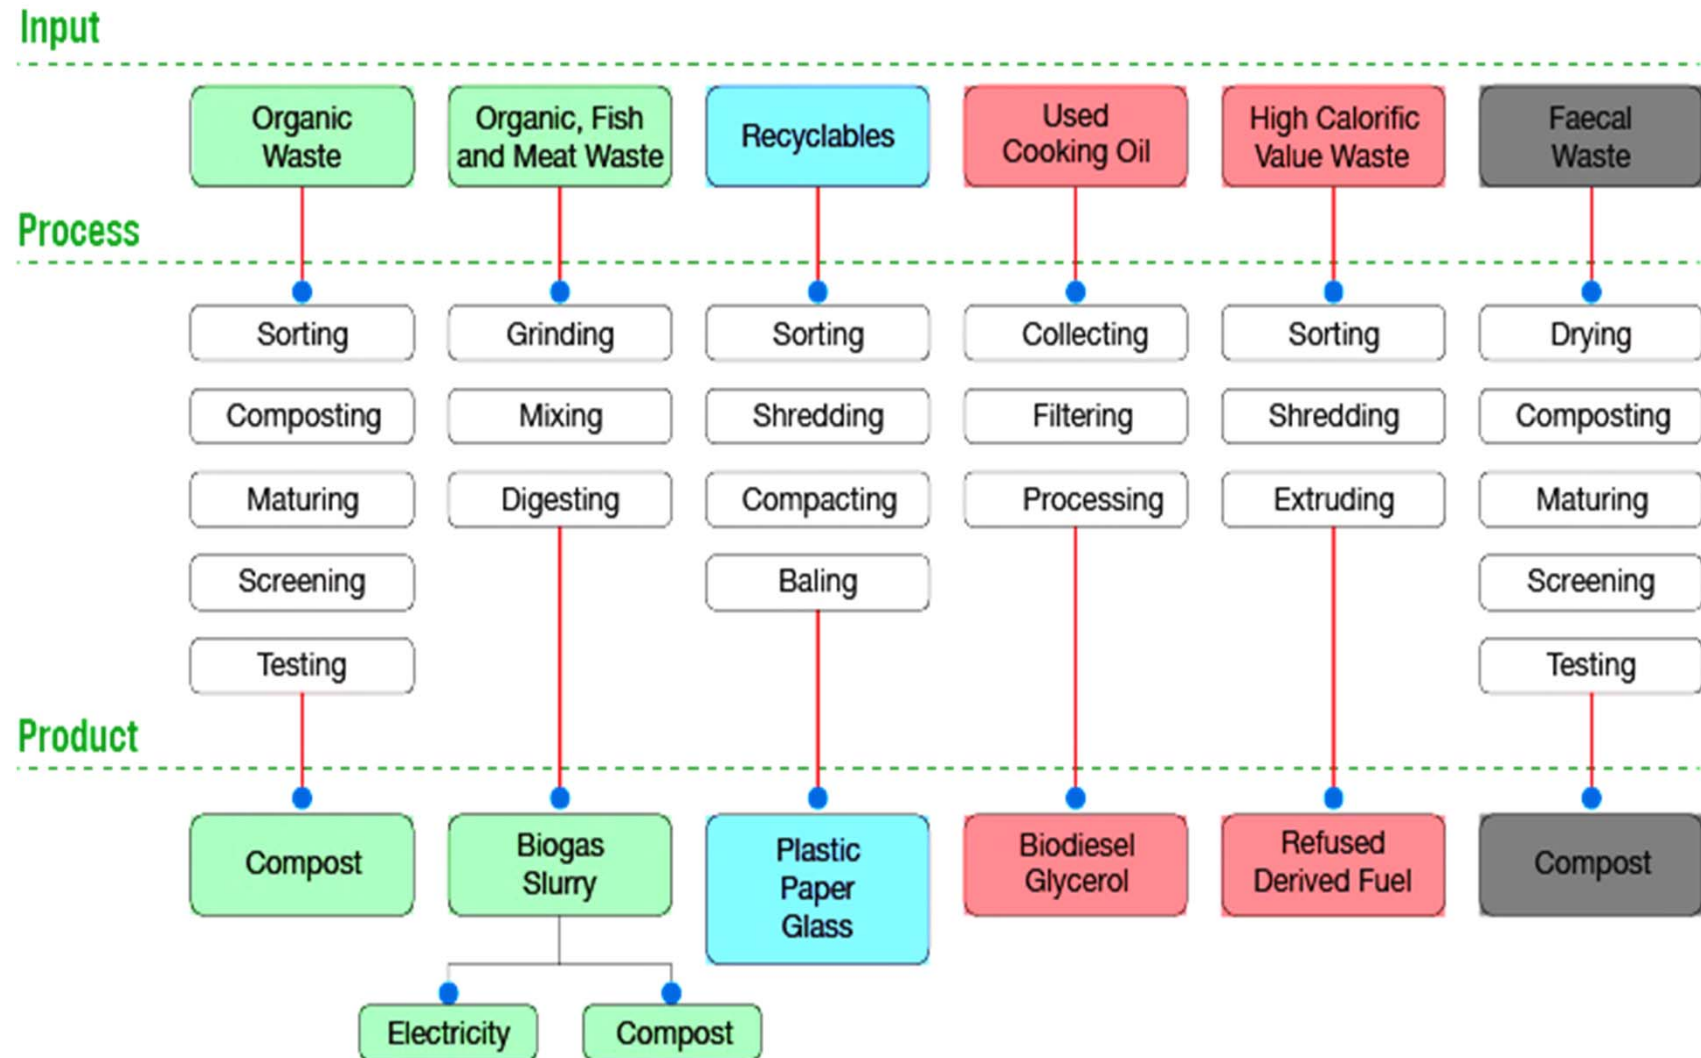 Input
Organic
Waste
Organic, Fish
and Meat Waste
Recyclables
Used
Cooking Oil
High Calorific
Value Waste
Faecal
Waste
Process
Sorting
Grinding
Sorting
Collecting
Sorting
Drying
Composting
Mixing
Shredding
Filtering
Shredding
Composting
Maturing
Digesting
Compacting
Processing
Extruding
Maturing
Screening
Baling
Screening
Testing
Testing
Product
Compost
Biogas
Slurry
Plastic
Paper
Glass
Biodiesel
Glycerol
Refused
Derived Fuel
Compost
Electricity
Compost